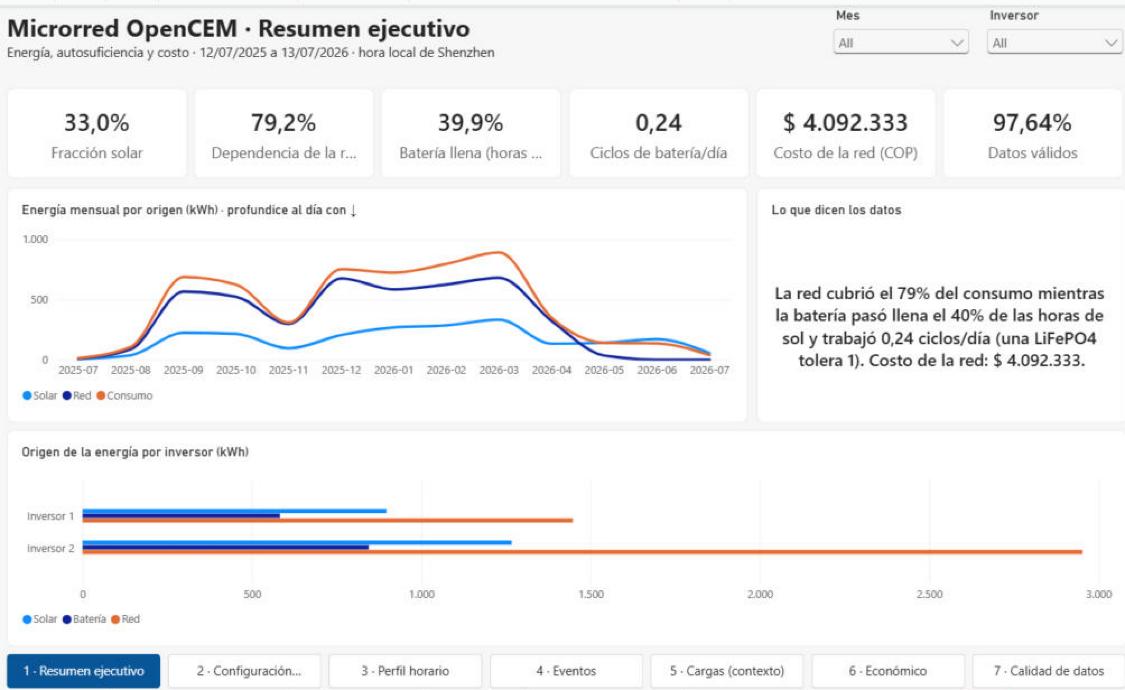 Microrred OpenCEM · Resumen ejecutivo
Energía, autosuficiencia y costo · 12/07/2025 a 13/07/2026 · hora local de Shenzhen
Mes
All
Inversor
All
33,0%
Fracción solar
79,2%
Dependencia de la r...
39,9%
Batería llena (horas ...
0,24
Ciclos de batería/día
$ 4.092.333
Costo de la red (COP)
97,64%
Datos válidos
Energía mensual por origen (kWh) · profundice al día con ↓
1.000
500
0
2025-07 2025-08 2025-09 2025-10 2025-11 2025-12 2026-01 2026-02 2026-03 2026-04 2026-05 2026-06 2026-07
Solar Red Consumo
Lo que dicen los datos
La red cubrió el 79% del consumo mientras
la batería pasó llena el 40% de las horas de
sol y trabajó 0,24 ciclos/día (una LiFePO4
tolera 1). Costo de la red: $ 4.092.333.
Origen de la energía por inversor (kWh)
Inversor 1
Inversor 2
0 500 1.000 1.500 2.000 2.500 3.000
Solar Batería Red
1 · Resumen ejecutivo
2 · Configuración...
3 · Perfil horario
4 · Eventos
5 · Cargas (contexto)
6 · Económico
7 · Calidad de datos